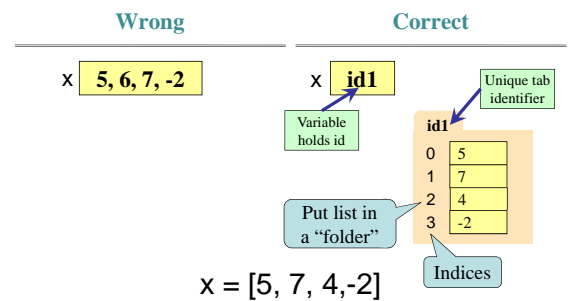 Wrong
Correct
x 5, 6, 7, -2
x id1
Unique tab
identifier
Variable
holds id
id1
0 5
1 7
2 4
3 -2
Put list in
a “folder”
Indices
x = [5, 7, 4,-2]